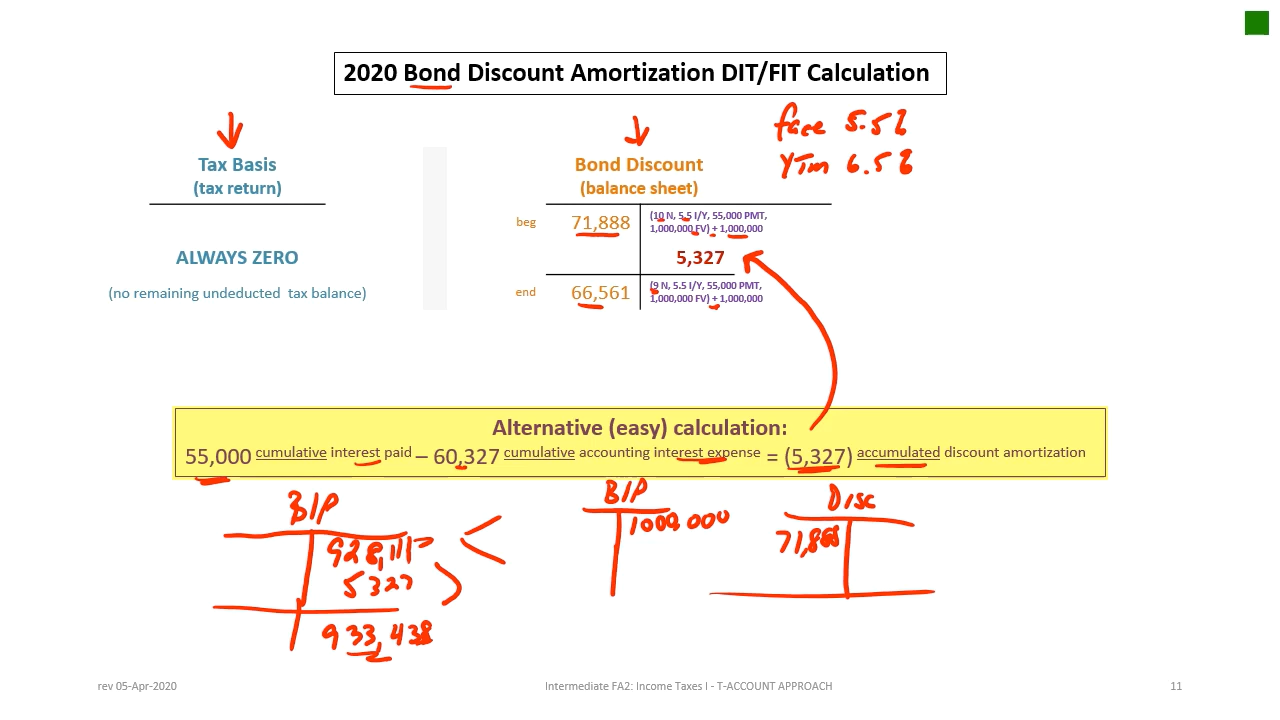 2020 Bond Discount Amortization DIT/FIT Calculation
face 5.5%
YTM 6.5%
Tax Basis
(tax return)
ALWAYS ZERO
(no remaining undeducted tax balance)
Bond Discount
(balance sheet)
beg 71,888 (10 N, 5.5 I/Y, 55,000 PMT,
1,000,000 FV) + 1,000,000
5,327
end 66,561 (9 N, 5.5 I/Y, 55,000 PMT,
1,000,000 FV) + 1,000,000
Alternative (easy) calculation:
55,000 cumulative interest paid – 60,327 cumulative accounting interest expense = (5,327) accumulated discount amortization
B/P
928,112
5327
933,438
B/P
1000,000
Disc
71,888
rev 05-Apr-2020
Intermediate FA2: Income Taxes I - T-ACCOUNT APPROACH
11